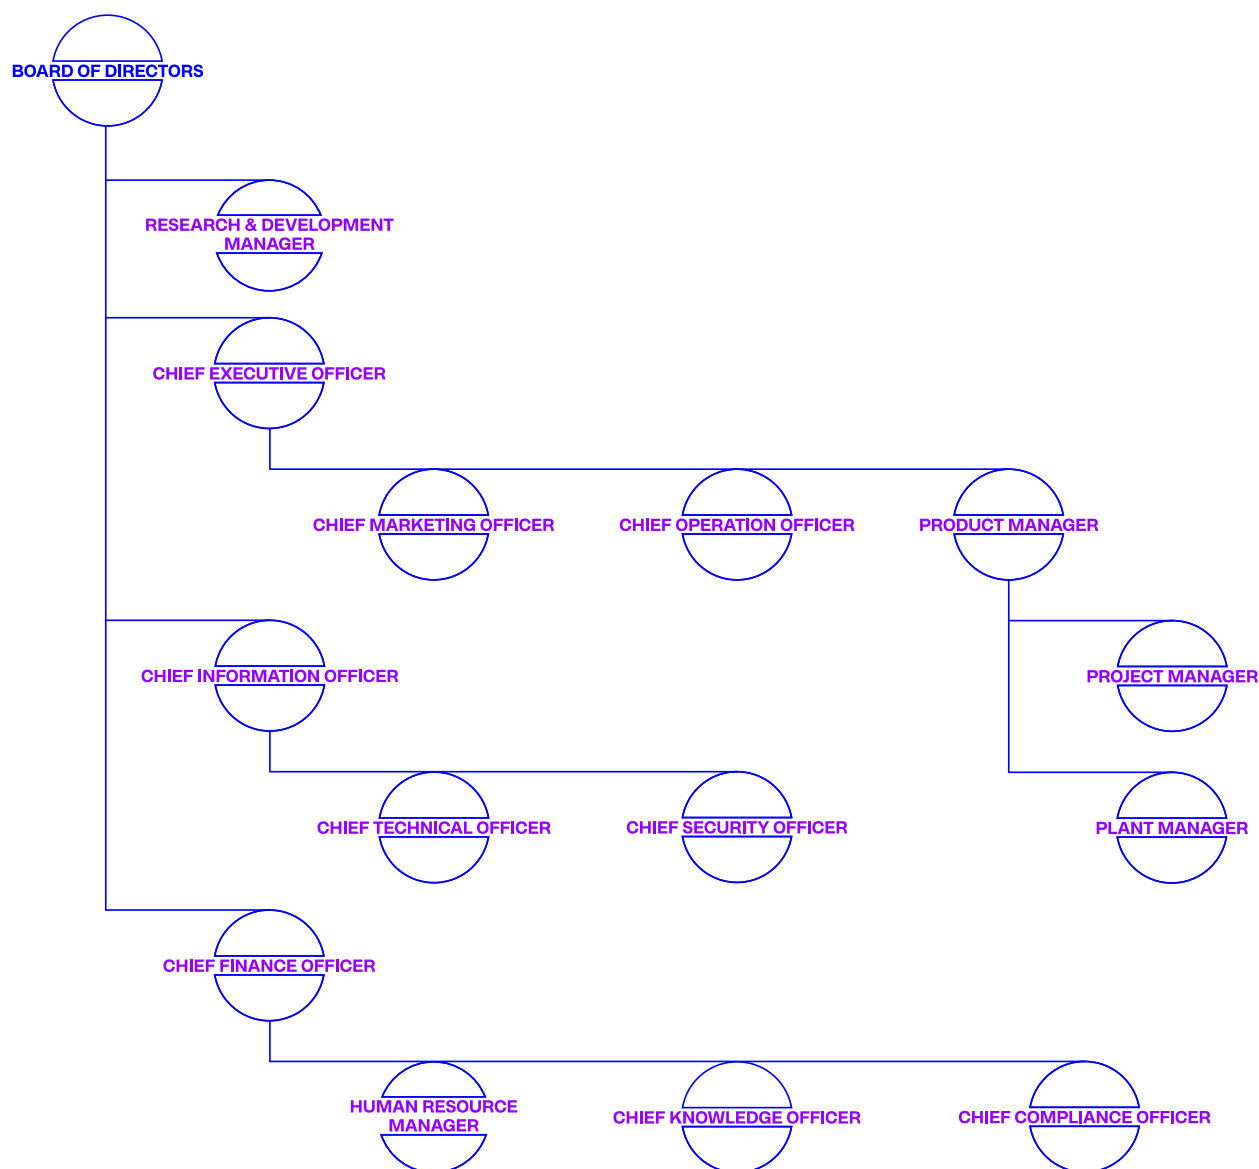 BOARD OF DIRECTORS
RESEARCH & DEVELOPMENT
MANAGER
CHIEF EXECUTIVE OFFICER
CHIEF MARKETING OFFICER
CHIEF OPERATION OFFICER
PRODUCT MANAGER
CHIEF INFORMATION OFFICER
PROJECT MANAGER
CHIEF TECHNICAL OFFICER
CHIEF SECURITY OFFICER
PLANT MANAGER
CHIEF FINANCE OFFICER
HUMAN RESOURCE
MANAGER
CHIEF KNOWLEDGE OFFICER
CHIEF COMPLIANCE OFFICER